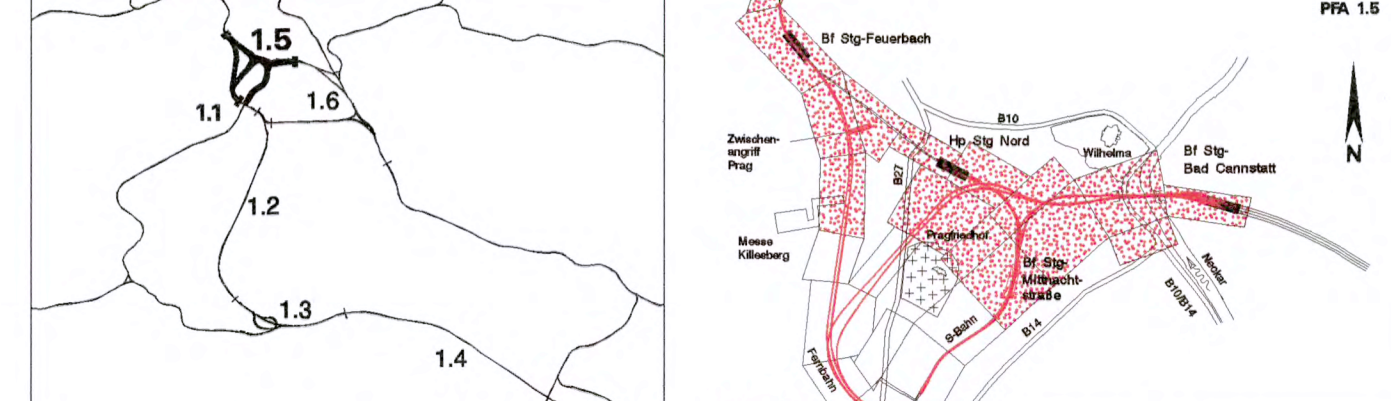 1.5
1.1
1.6
1.2
1.3
1.4
PFA 1.5
Bf Stg-Feuerbach
B10
Zwischen-
angriff
Prag
Hp Stg Nord
Wilhelma
Bf Stg-
Bad Cannstatt
N
B27
Messe
Killesberg
Pragfriedhof
Bf Stg-
Mittnacht-
straße
Neckar
B10/B14
S-Bahn
B14
Fernbahn